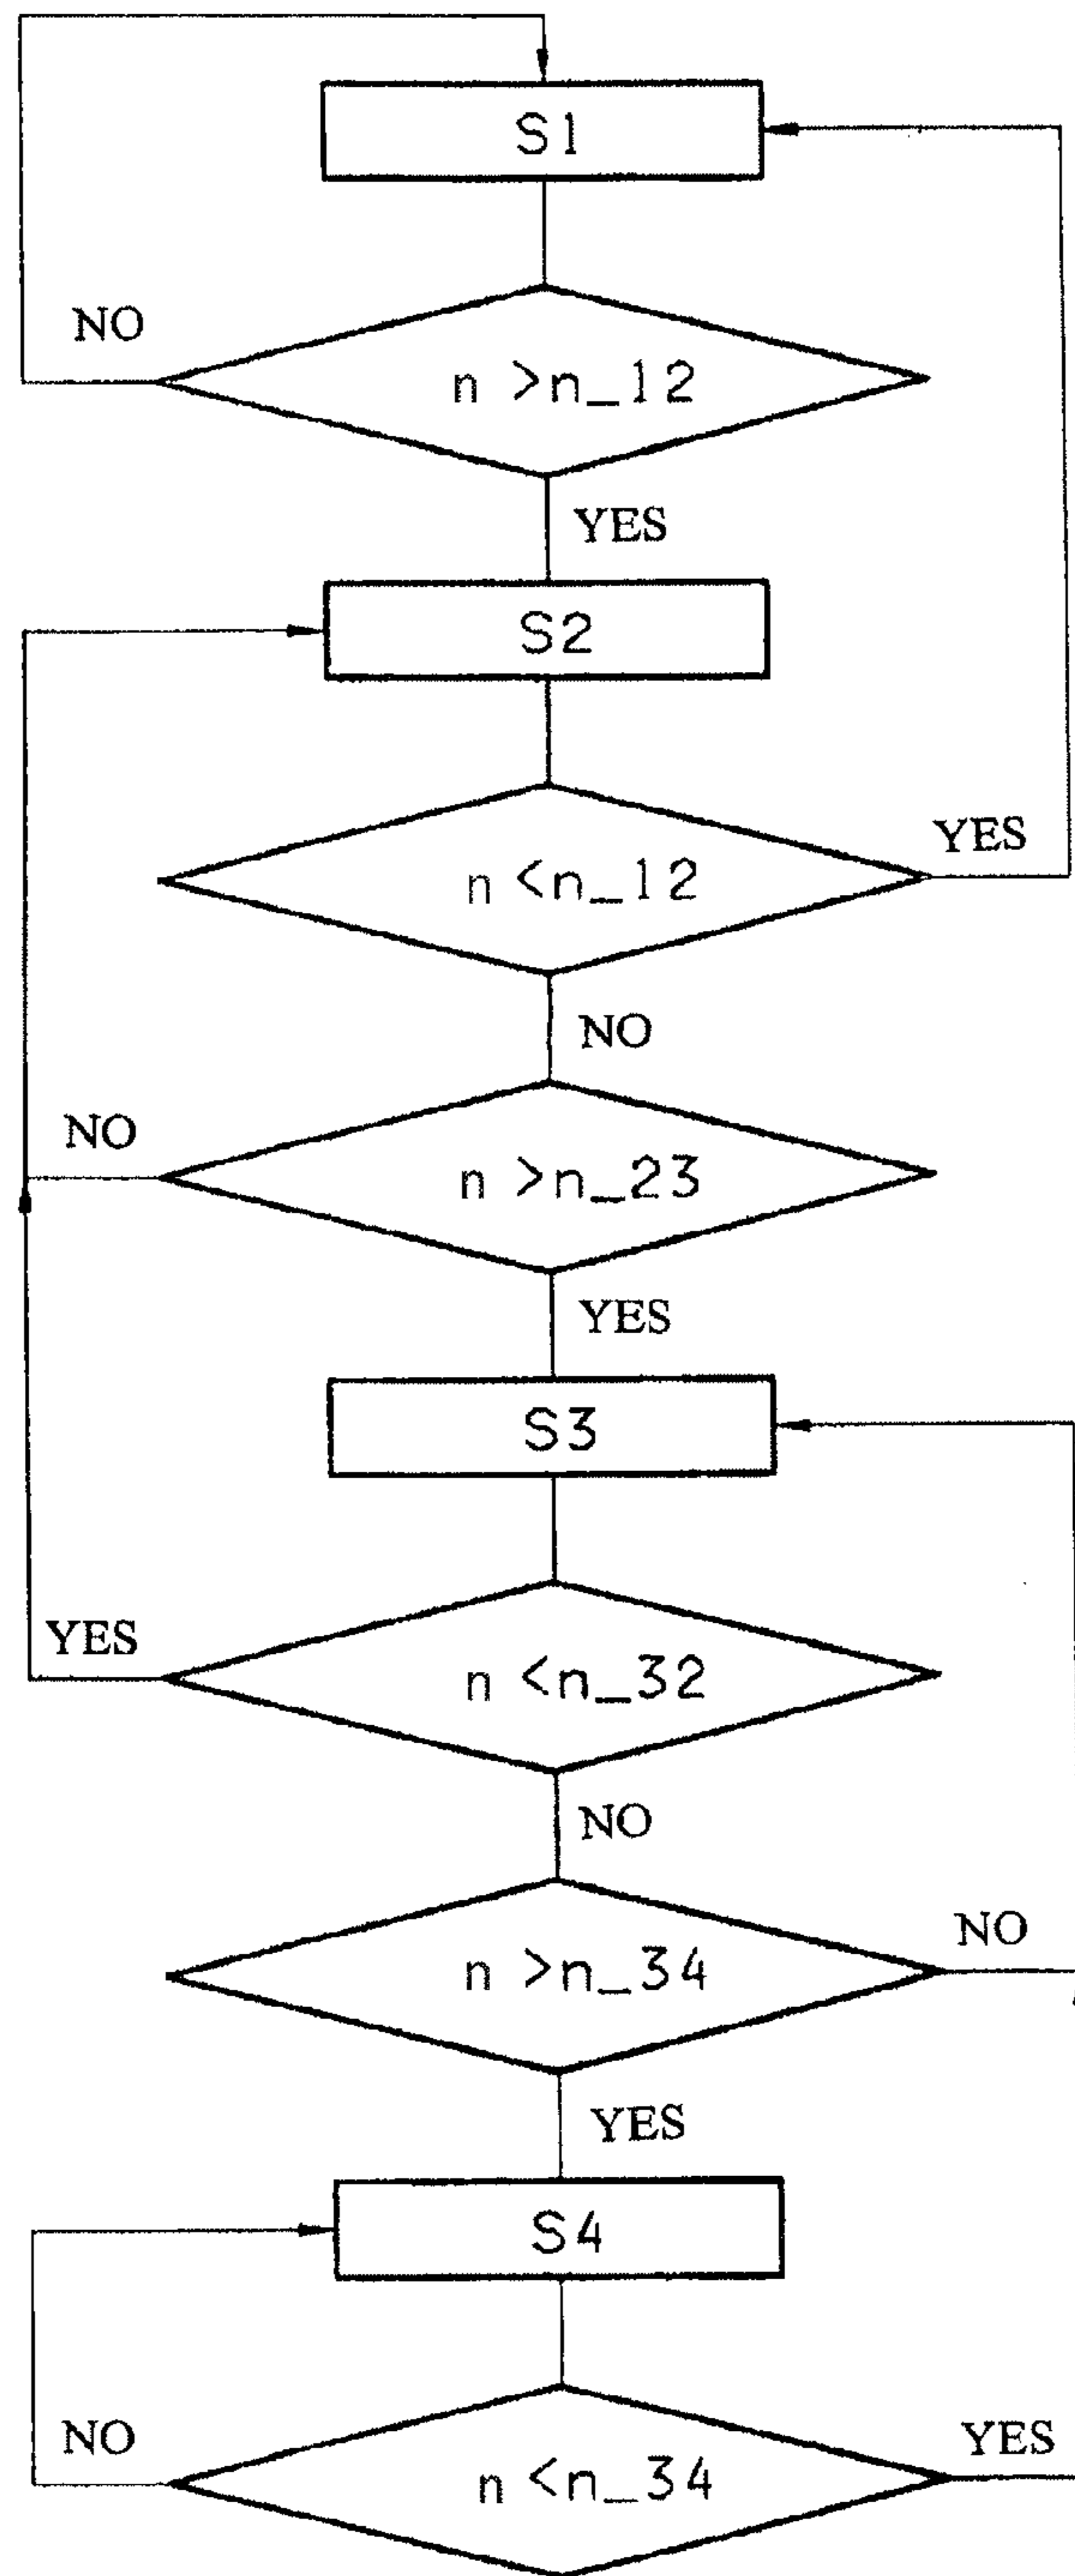 S1
NO
n >n_12
YES
S2
YES
n <n_12
NO
NO
n >n_23
YES
S3
YES
n <n_32
NO
NO
n >n_34
YES
S4
NO
YES
n <n_34